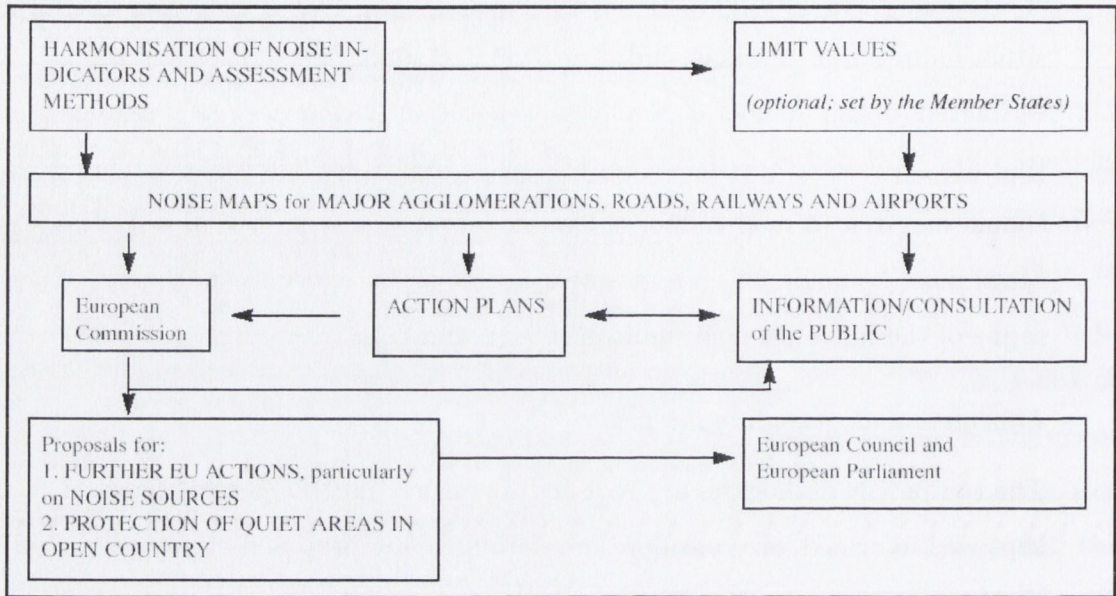 HARMONISATION OF NOISE IN-
DICATORS AND ASSESSMENT
METHODS
LIMIT VALUES
(optional; set by the Member States)
NOISE MAPS for MAJOR AGGLOMERATIONS, ROADS, RAILWAYS AND AIRPORTS
European
Commission
ACTION PLANS
INFORMATION/CONSULTATION
of the PUBLIC
Proposals for:
1. FURTHER EU ACTIONS, particularly
on NOISE SOURCES
2. PROTECTION OF QUIET AREAS IN
OPEN COUNTRY
European Council and
European Parliament